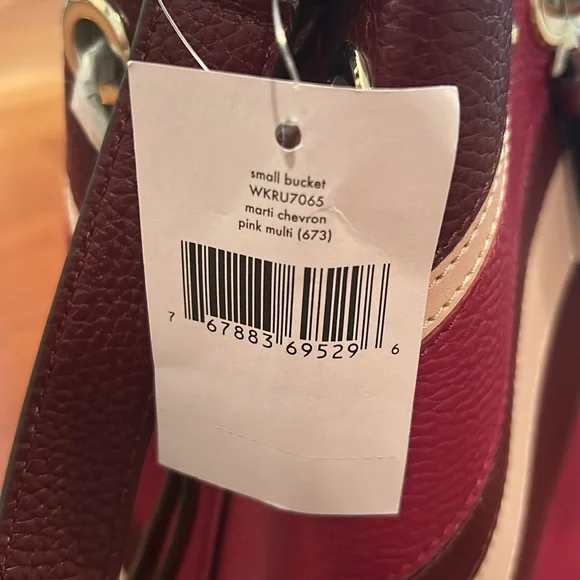 small bucket
WKRU7065
marti chevron
pink multi (673)
7 67883 69529 6